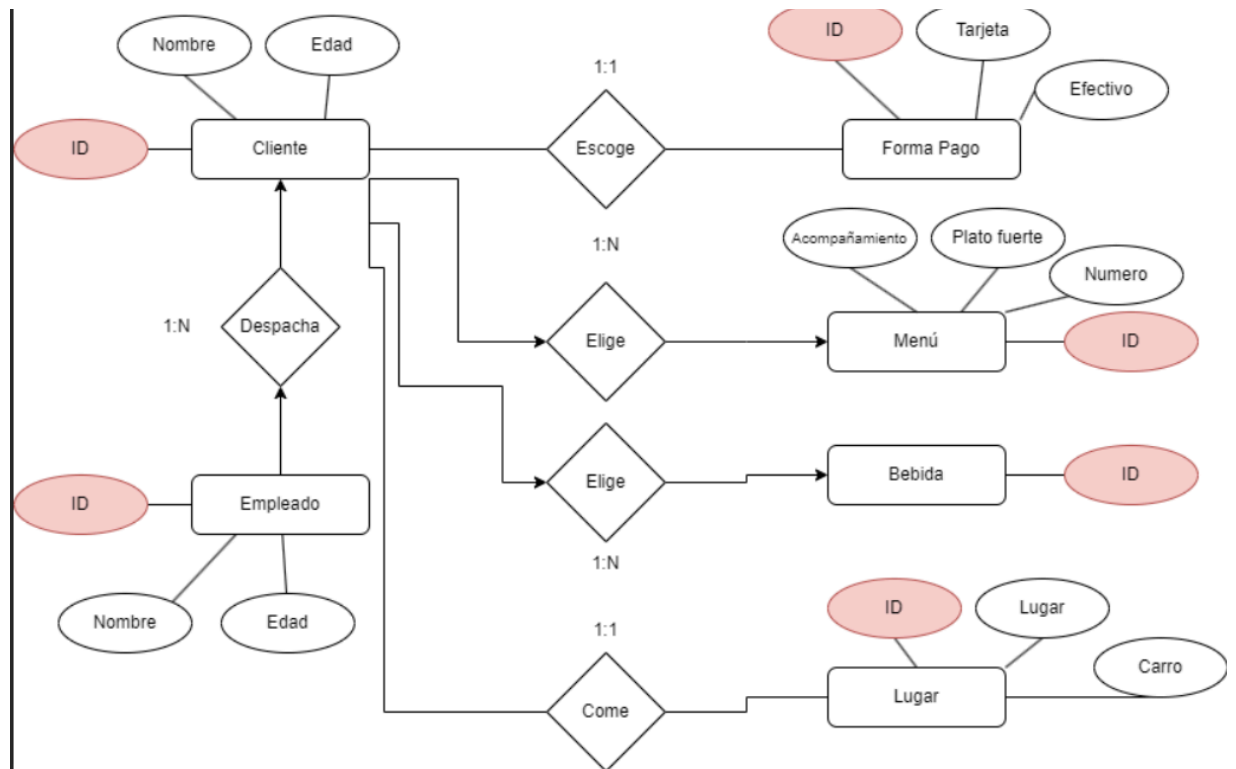 ID
Tarjeta
Nombre
Edad
Efectivo
1:1
ID
Cliente
Escoge
Forma Pago
Acompañamiento
Plato fuerte
1:N
Numero
1:N
Despacha
Elige
Menú
ID
ID
Empleado
Elige
Bebida
ID
1:N
Nombre
Edad
ID
Lugar
1:1
Carro
Come
Lugar